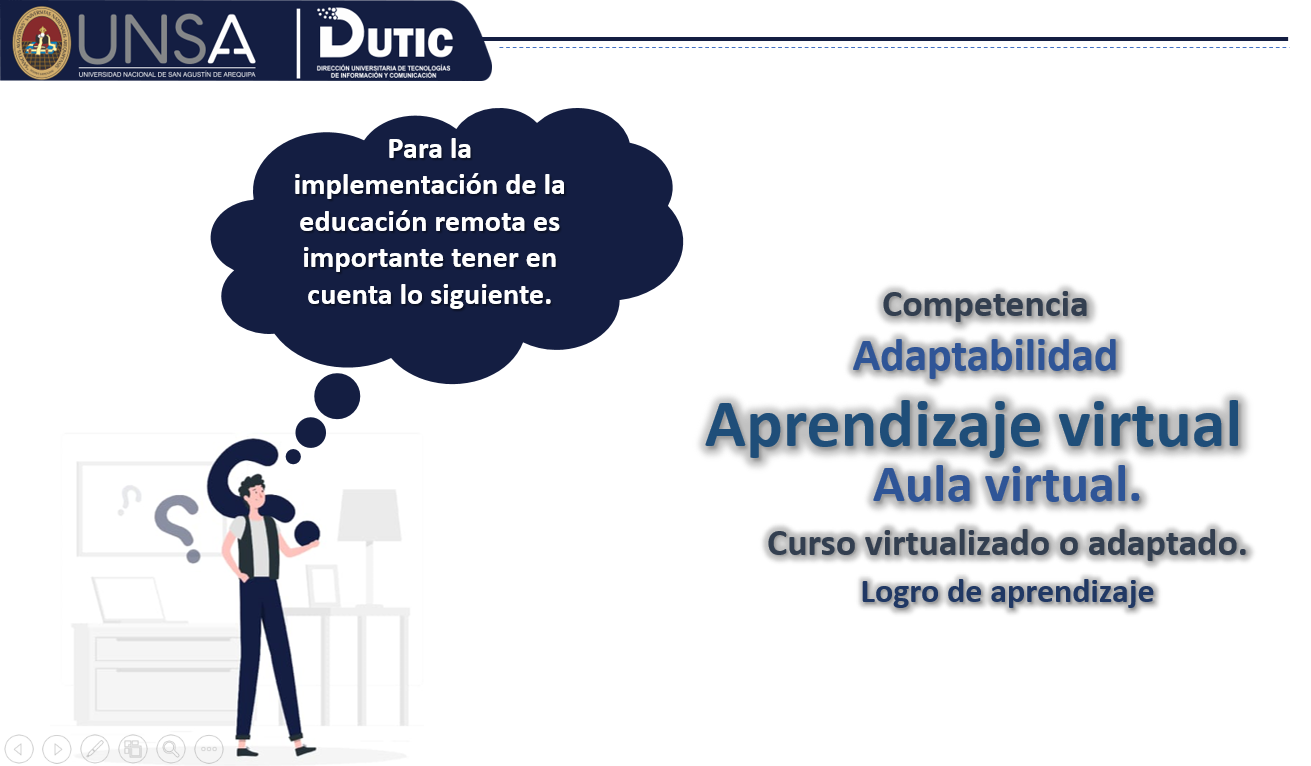 UNSA
UNIVERSIDAD NACIONAL DE SAN AGUSTÍN DE AREQUIPA
DUTIC
DIRECCIÓN UNIVERSITARIA DE TECNOLOGÍAS
DE INFORMACIÓN Y COMUNICACIÓN
Para la
implementación de la
educación remota es
importante tener en
cuenta lo siguiente.
Competencia
Adaptabilidad
Aprendizaje virtual
Aula virtual.
Curso virtualizado o adaptado.
Logro de aprendizaje